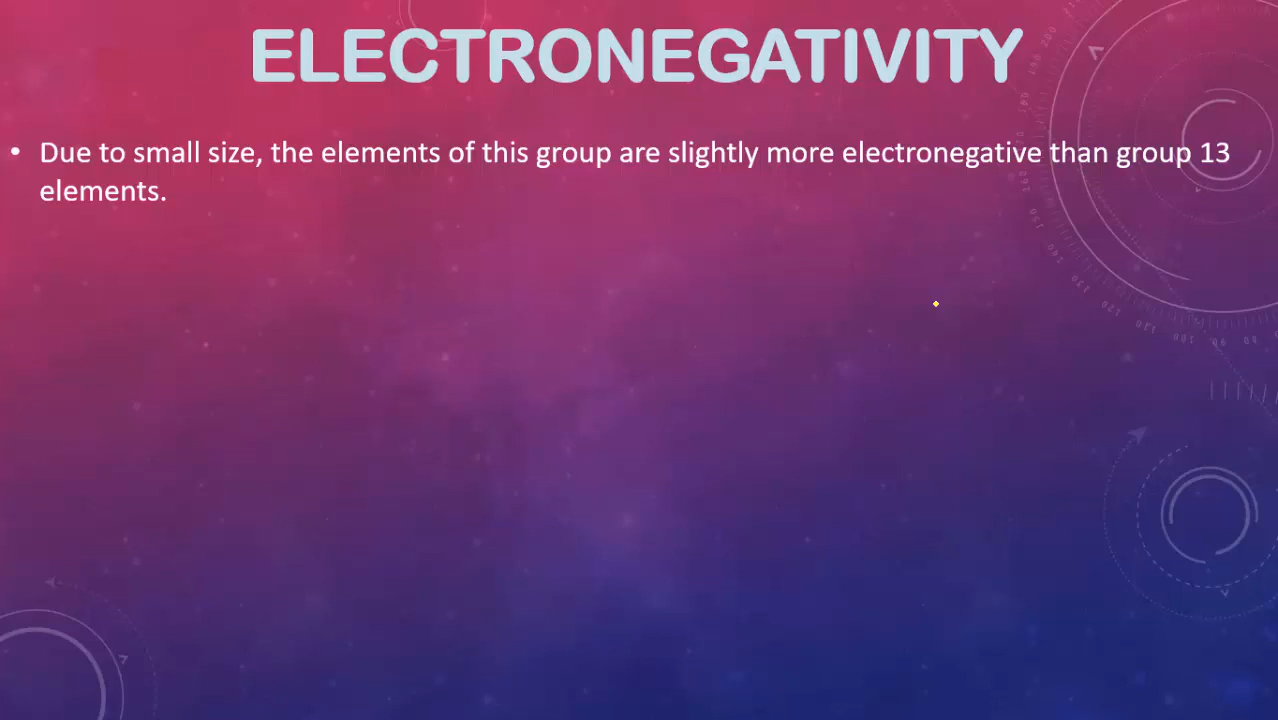 ELECTRONEGATIVITY
• Due to small size, the elements of this group are slightly more electronegative than group 13
elements.